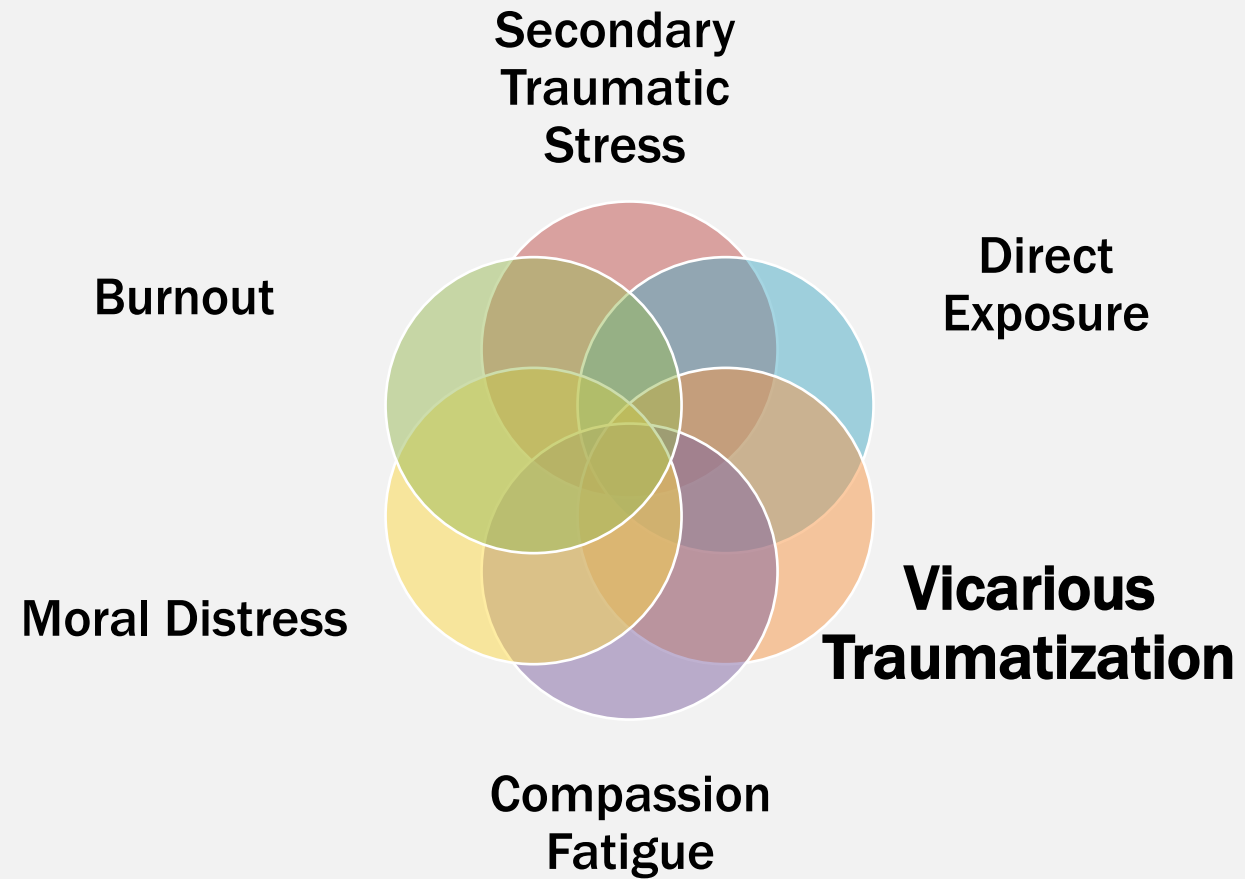 Secondary
Traumatic
Stress
Direct
Exposure
Burnout
Vicarious
Traumatization
Moral Distress
Compassion
Fatigue